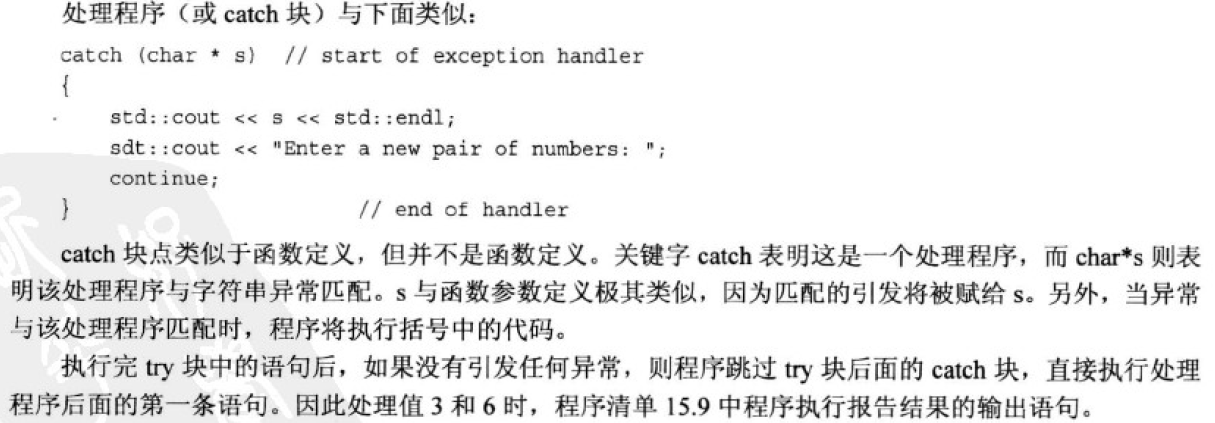 处理程序（或 catch 块）与下面类似：
catch (char * s)  // start of exception handler
{
    std::cout << s << std::endl;
    sdt::cout << "Enter a new pair of numbers: ";
    continue;
}                        // end of handler
catch 块点类似于函数定义，但并不是函数定义。关键字 catch 表明这是一个处理程序，而 char*s 则表
明该处理程序与字符串异常匹配。s 与函数参数定义极其类似，因为匹配的引发将被赋给 s。另外，当异常
与该处理程序匹配时，程序将执行括号中的代码。
执行完 try 块中的语句后，如果没有引发任何异常，则程序跳过 try 块后面的 catch 块，直接执行处理
程序后面的第一条语句。因此处理值 3 和 6 时，程序清单 15.9 中程序执行报告结果的输出语句。